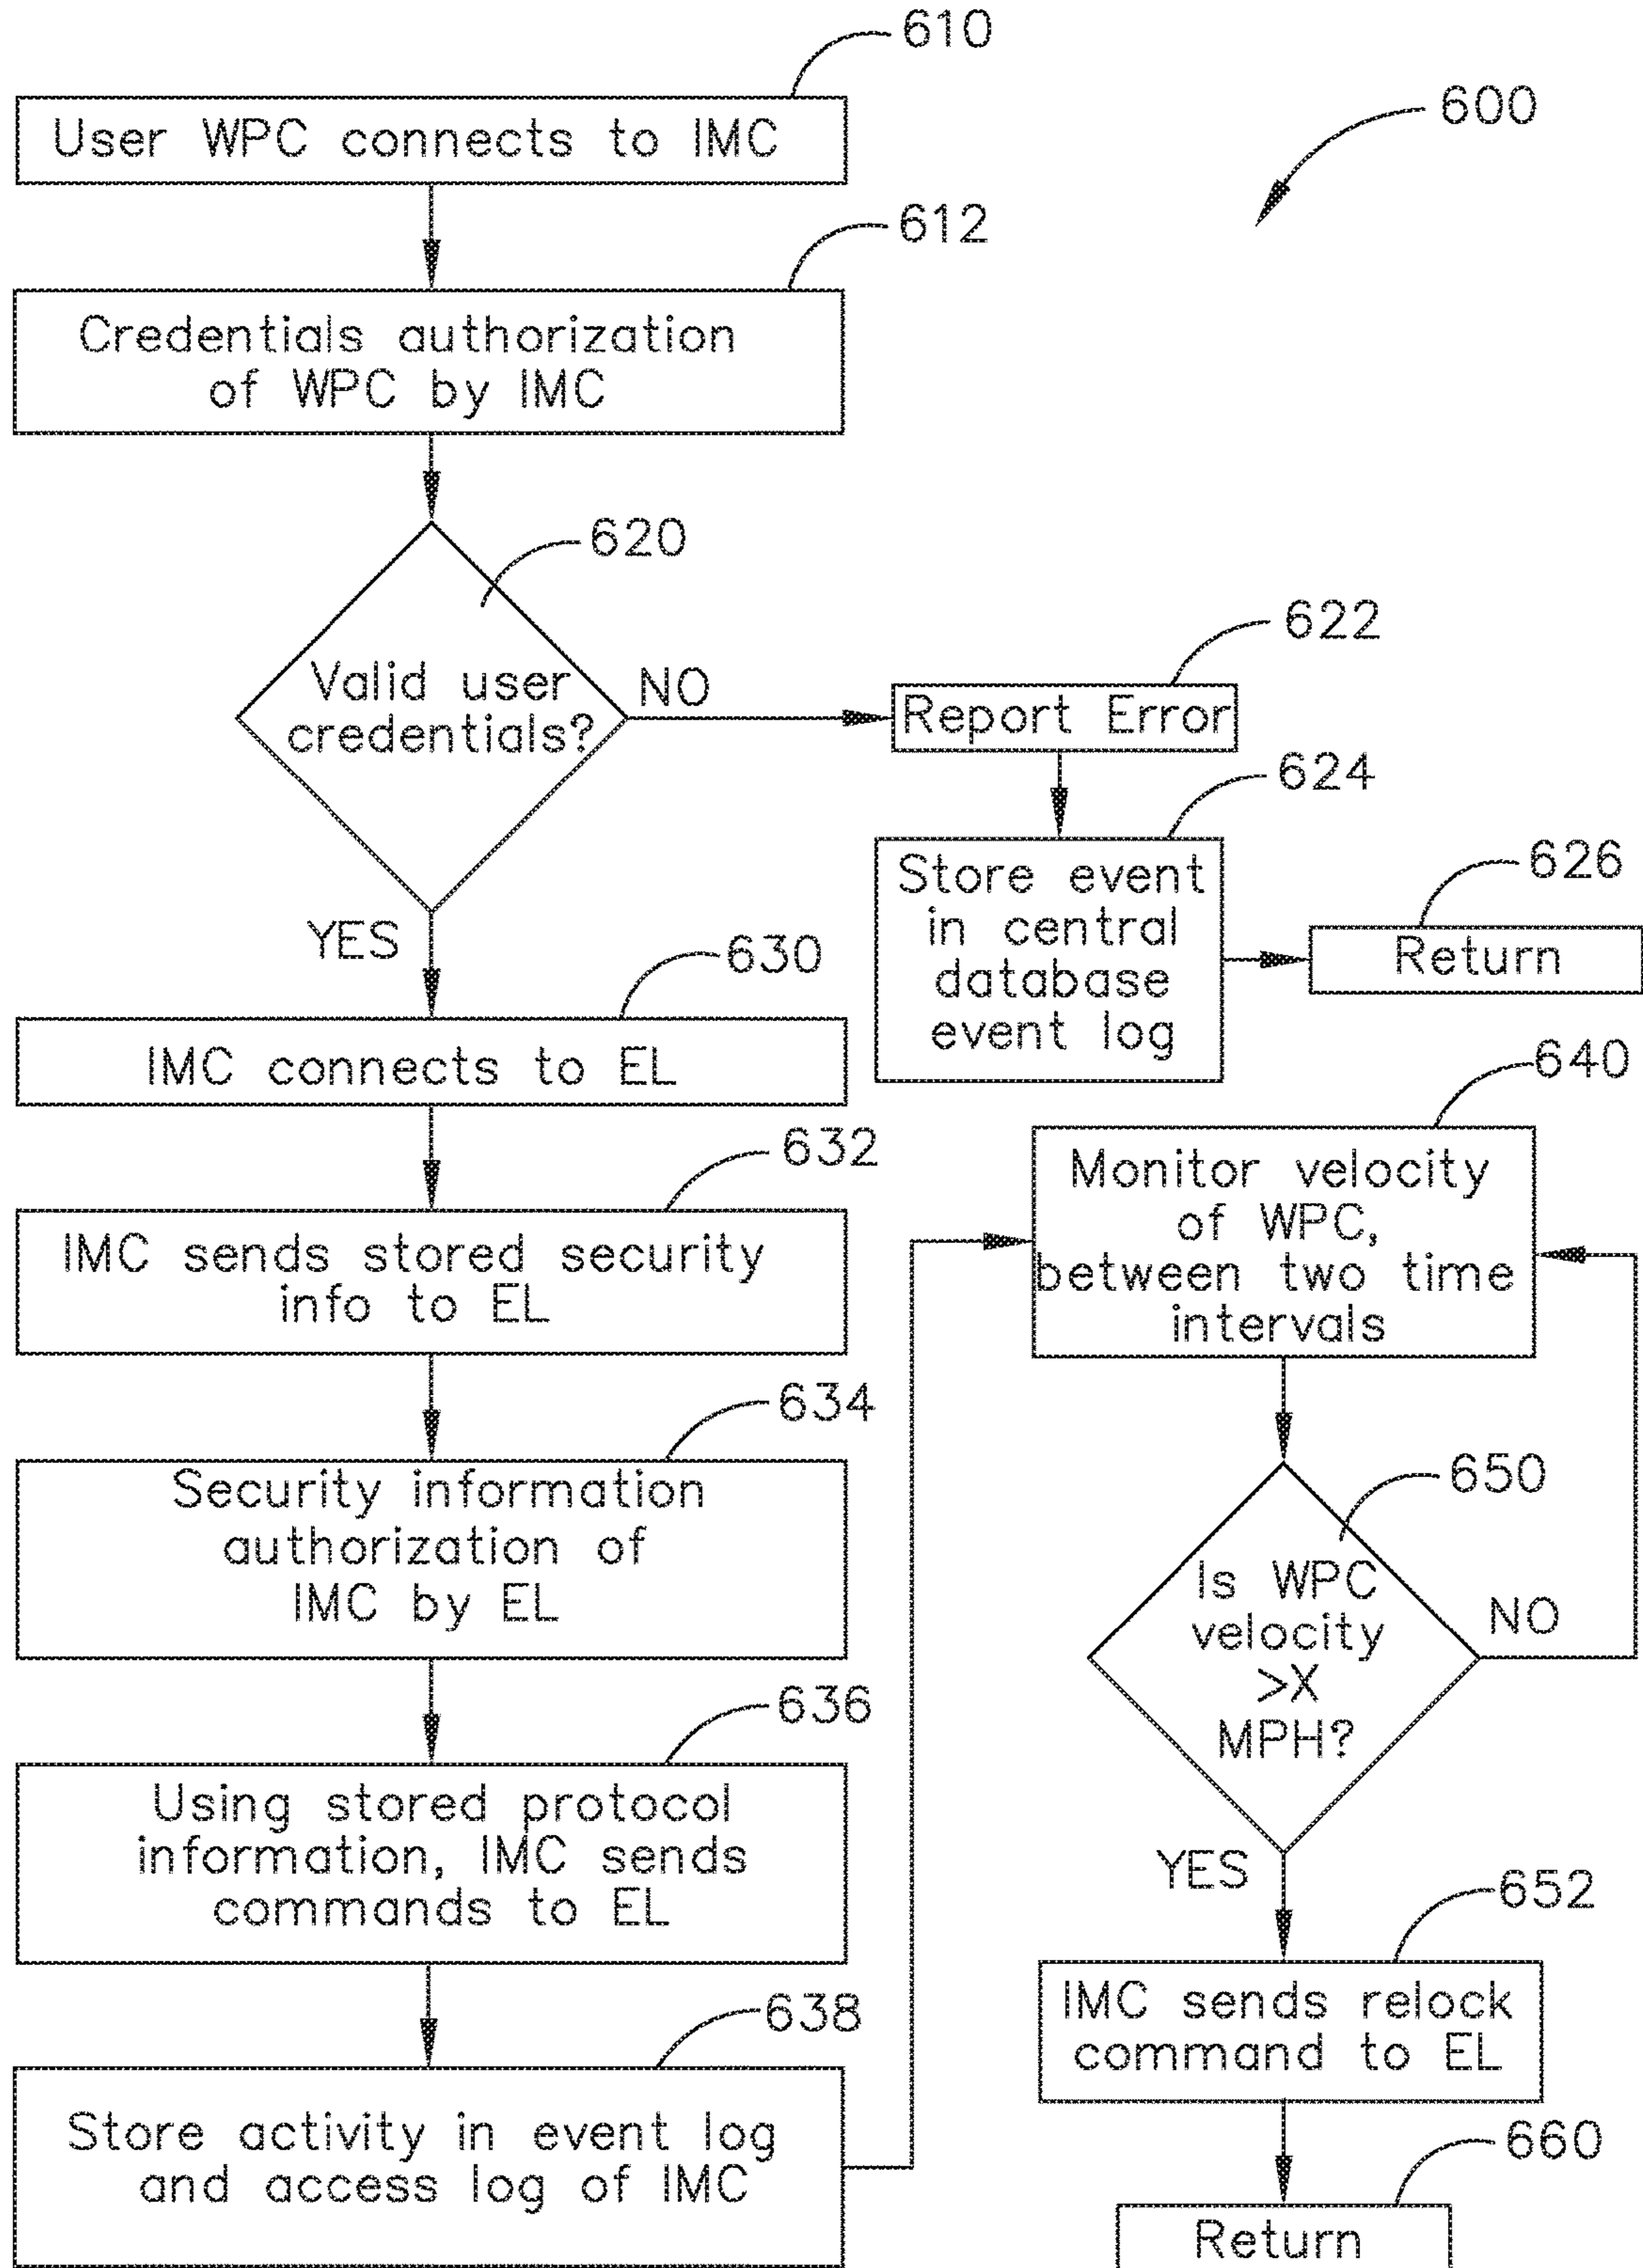 610
User WPC connects to IMC
600
612
Credentials authorization
of WPC by IMC
620
Valid user
credentials?
NO
622
Report Error
624
Store event
in central
database
event log
626
Return
YES
630
IMC connects to EL
632
IMC sends stored security
info to EL
634
Security information
authorization of
IMC by EL
636
Using stored protocol
information, IMC sends
commands to EL
638
Store activity in event log
and access log of IMC
640
Monitor velocity
of WPC,
between two time
intervals
650
Is WPC
velocity
>X
MPH?
NO
YES
652
IMC sends relock
command to EL
660
Return